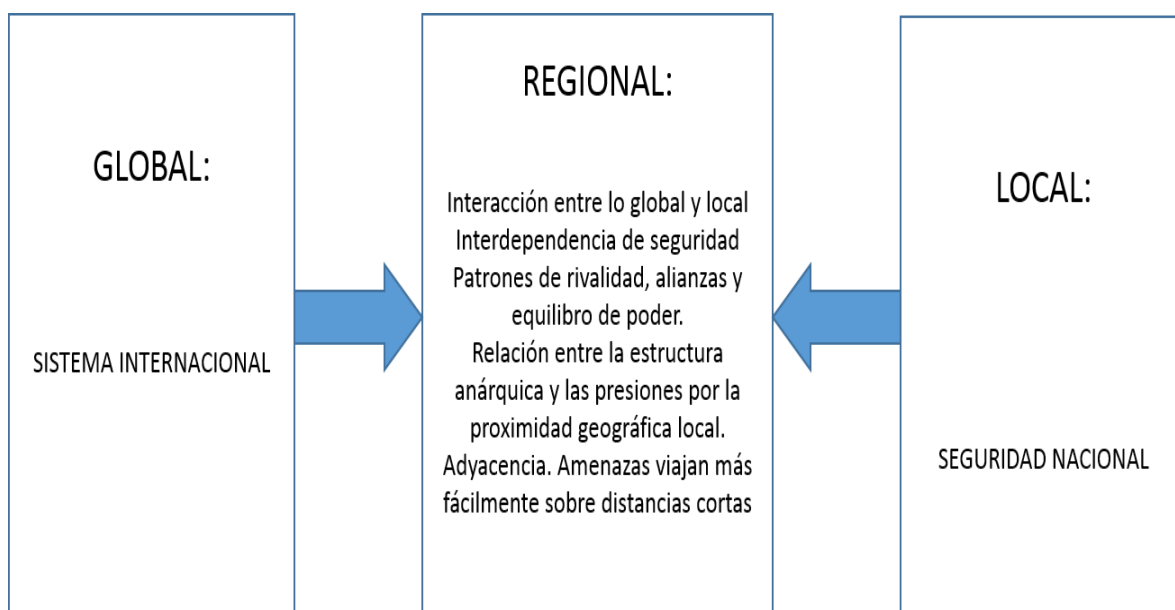 GLOBAL:
SISTEMA INTERNACIONAL
REGIONAL:
Interacción entre lo global y local
Interdependencia de seguridad
Patrones de rivalidad, alianzas y
equilibro de poder.
Relación entre la estructura
anárquica y las presiones por la
proximidad geográfica local.
Adyacencia. Amenazas viajan más
fácilmente sobre distancias cortas
LOCAL:
SEGURIDAD NACIONAL